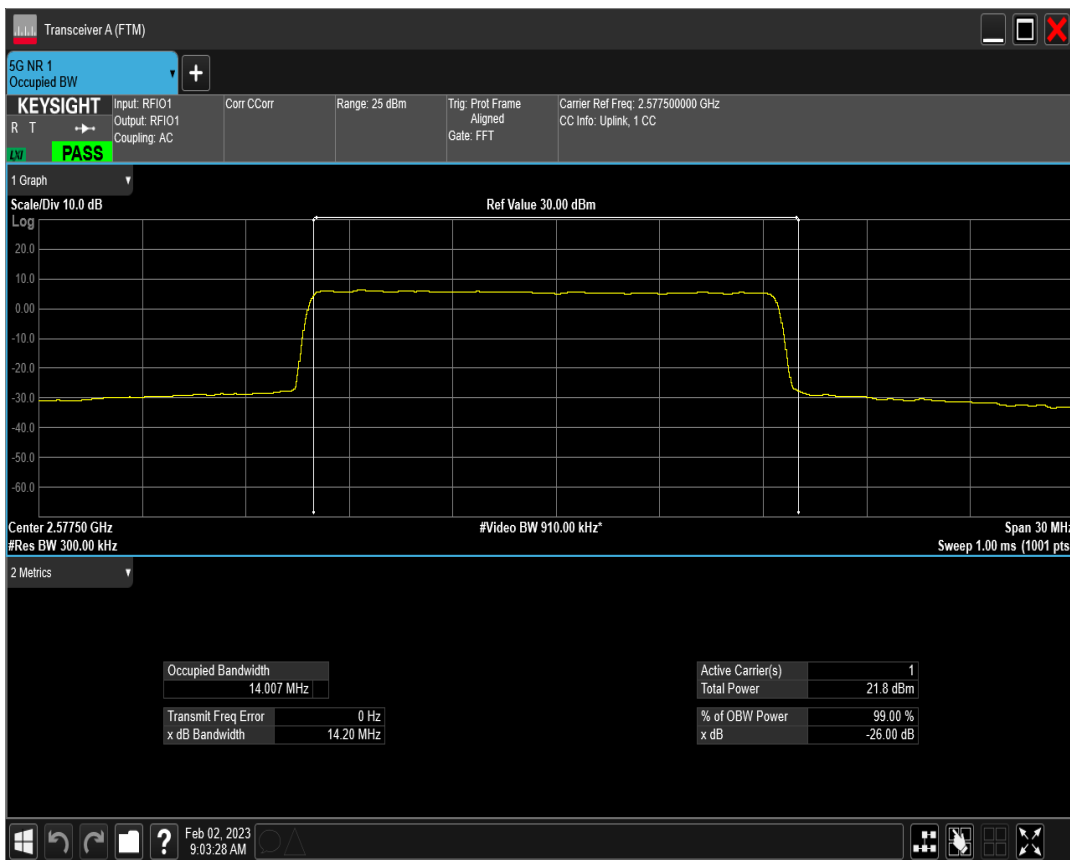 Transceiver A (FTM)
5G NR 1
Occupied BW
+
KEYSIGHT
R T
LXI
PASS
Input: RFIO1
Output: RFIO1
Coupling: AC
Corr CCorr
Range: 25 dBm
Trig: Prot Frame
Aligned
Gate: FFT
Carrier Ref Freq: 2.577500000 GHz
CC Info: Uplink, 1 CC
1 Graph
Scale/Div 10.0 dB
Ref Value 30.00 dBm
Log
20.0
10.0
0.00
-10.0
-20.0
-30.0
-40.0
-50.0
-60.0
Center 2.57750 GHz
#Video BW 910.00 kHz*
Span 30 MHz
#Res BW 300.00 kHz
Sweep 1.00 ms (1001 pts
2 Metrics
Occupied Bandwidth
14.007 MHz
Transmit Freq Error 0 Hz
x dB Bandwidth 14.20 MHz
Active Carrier(s) 1
Total Power 21.8 dBm
% of OBW Power 99.00 %
x dB -26.00 dB
?
Feb 02, 2023
9:03:28 AM